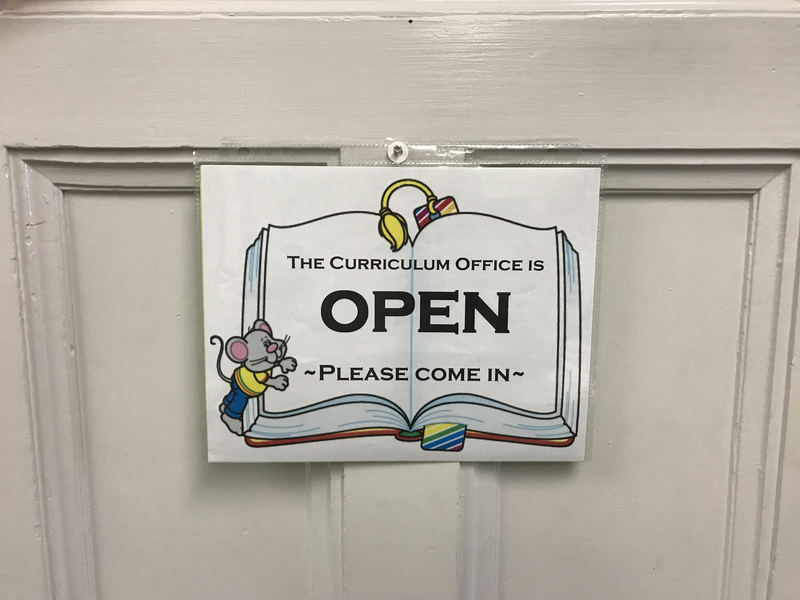 The Curriculum Office is
OPEN
~Please come in~